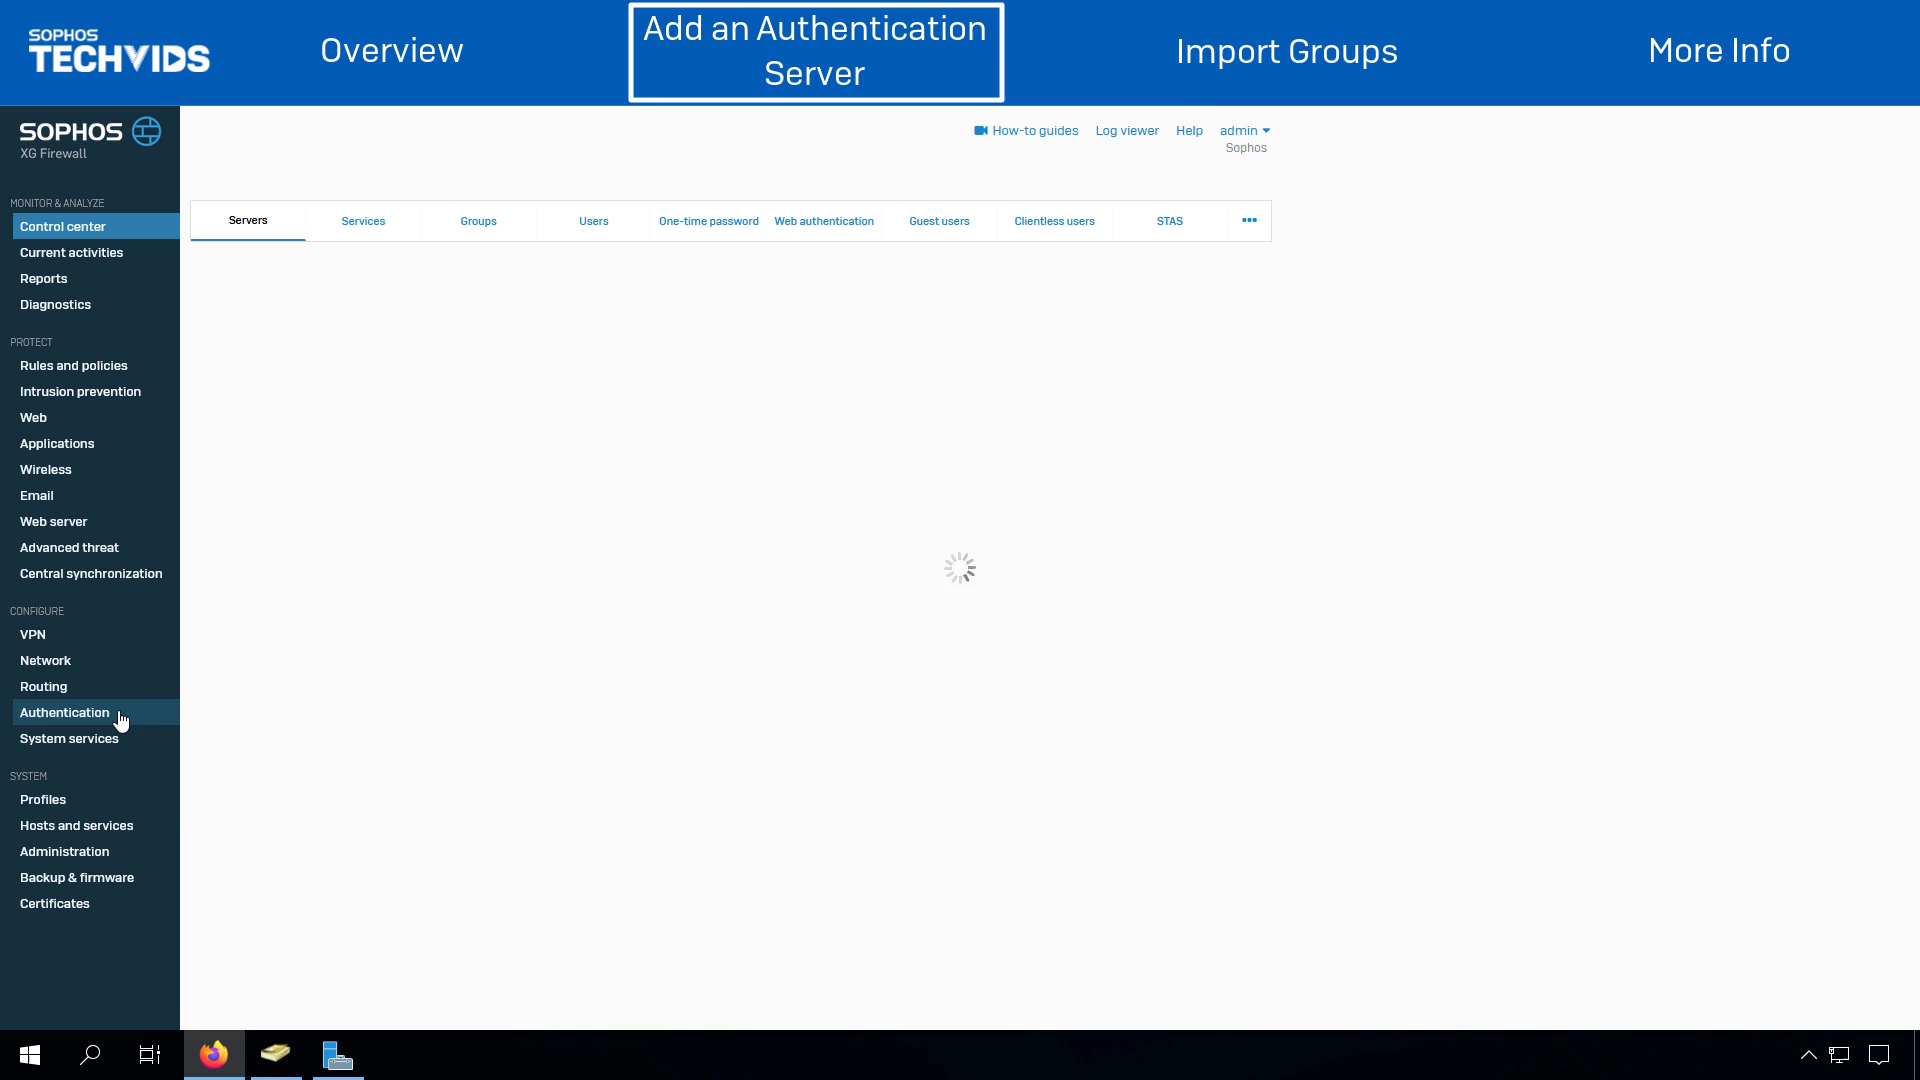 SOPHOS
TECHVIDS
Overview
Add an Authentication
Server
Import Groups
More Info
SOPHOS
XG Firewall
How-to guides
Log viewer
Help
admin
Sophos
Servers
Services
Groups
Users
One-time password
Web authentication
Guest users
Clientless users
STAS
MONITOR & ANALYZE
Control center
Current activities
Reports
Diagnostics
PROTECT
Rules and policies
Intrusion prevention
Web
Applications
Wireless
Email
Web server
Advanced threat
Central synchronization
CONFIGURE
VPN
Network
Routing
Authentication
System services
SYSTEM
Profiles
Hosts and services
Administration
Backup & firmware
Certificates